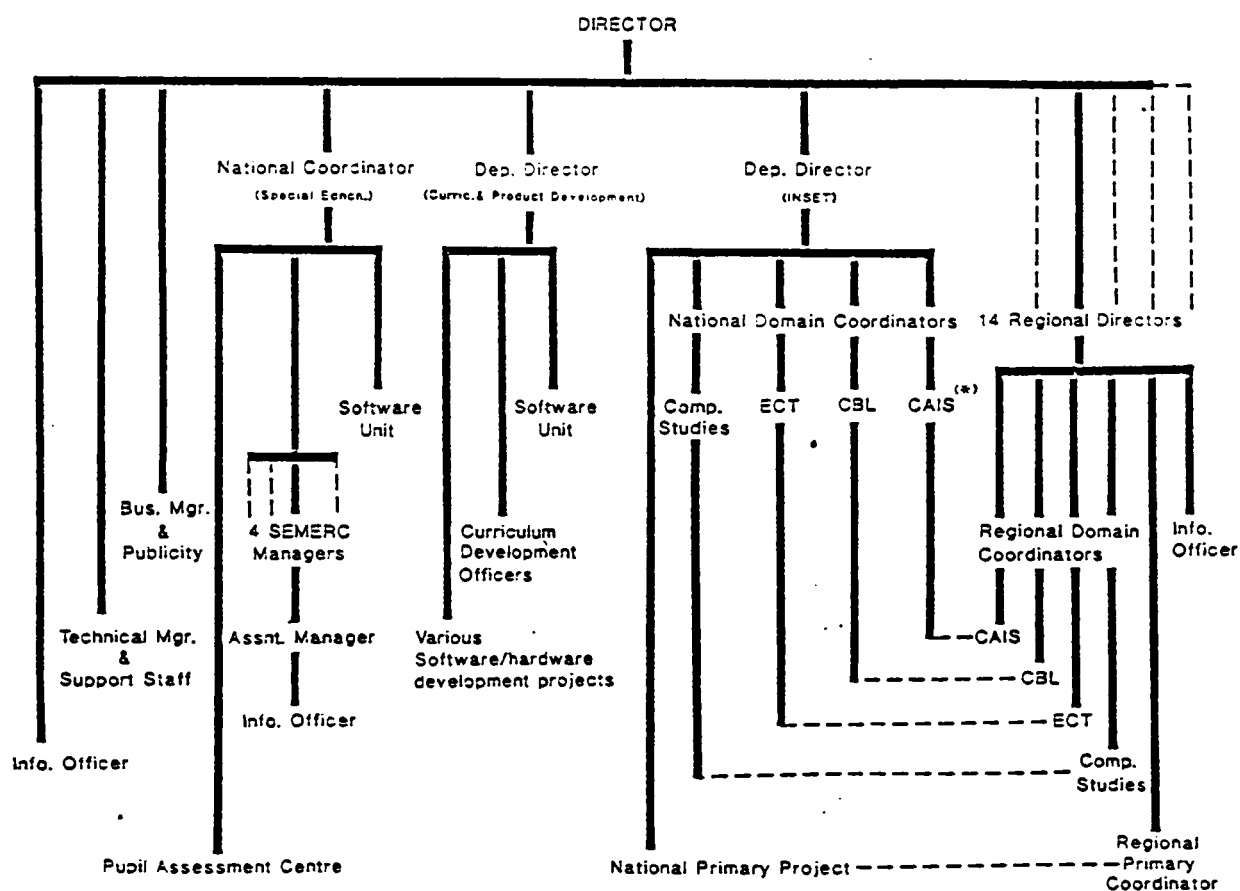 DIRECTOR
National Coordinator
Dep. Director
(Curric.& Product Development)
Dep. Director
(INSET)
National Domain Coordinators
14 Regional Directors
Software
Unit
Software
Unit
Comp.
Studies
ECT
CBL
CAIS(*)
Bus. Mgr.
&
Publicity
4 SEMERC
Managers
Curriculum
Development
Officers
Regional Domain
Coordinators
Info.
Officer
Technical Mgr.
&
Support Staff
Assnt. Manager
Various
Software/hardware
development projects
CAIS
CBL
Info. Officer
ECT
Info. Officer
Comp.
Studies
Pupil Assessment Centre
National Primary Project
Regional
Primary
Coordinator